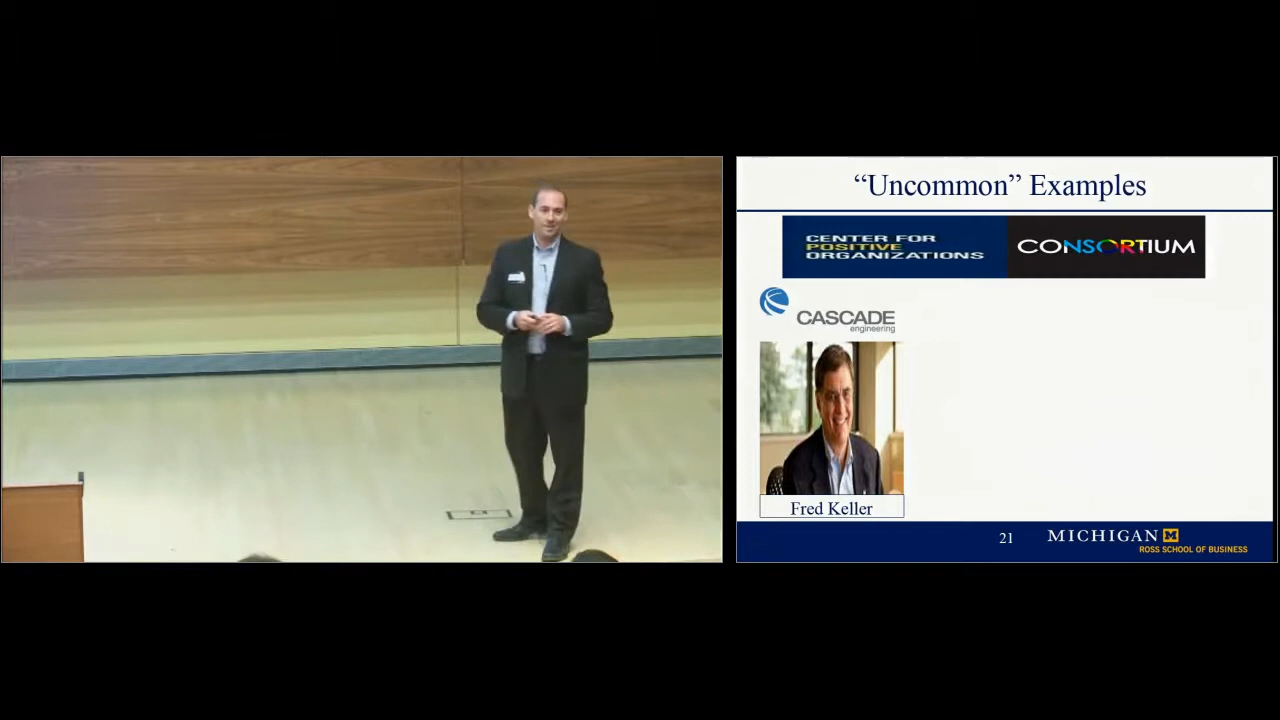 “Uncommon” Examples
CENTER FOR
POSITIVE
ORGANIZATIONS
CONSORTIUM
CASCADE
engineering
Fred Keller
21
MICHIGAN M
ROSS SCHOOL OF BUSINESS